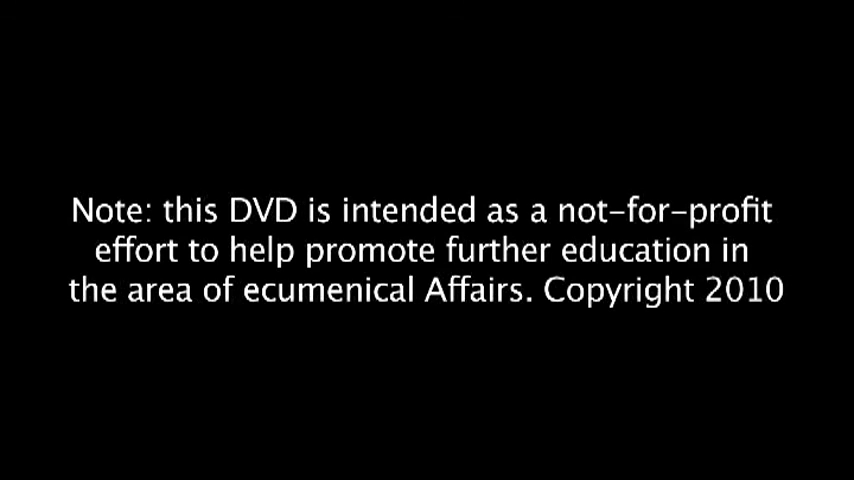 Note: this DVD is intended as a not-for-profit
effort to help promote further education in
the area of ecumenical Affairs. Copyright 2010